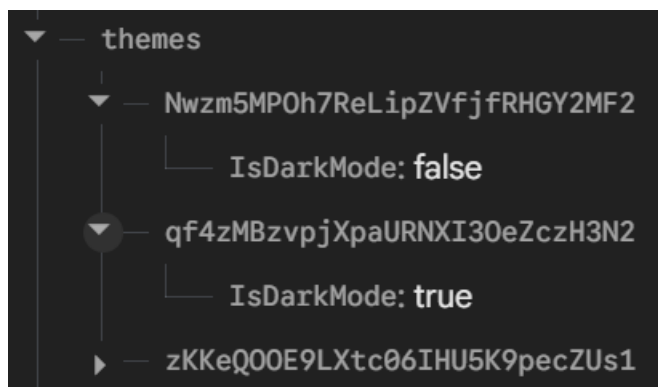 themes
Nwzm5MPOh7ReLipZVfjfRHGY2MF2
IsDarkMode: false
qf4zMBzvpjXpaURNXI3OeZczH3N2
IsDarkMode: true
zKKeQOOE9LXtc06IHU5K9pecZUs1